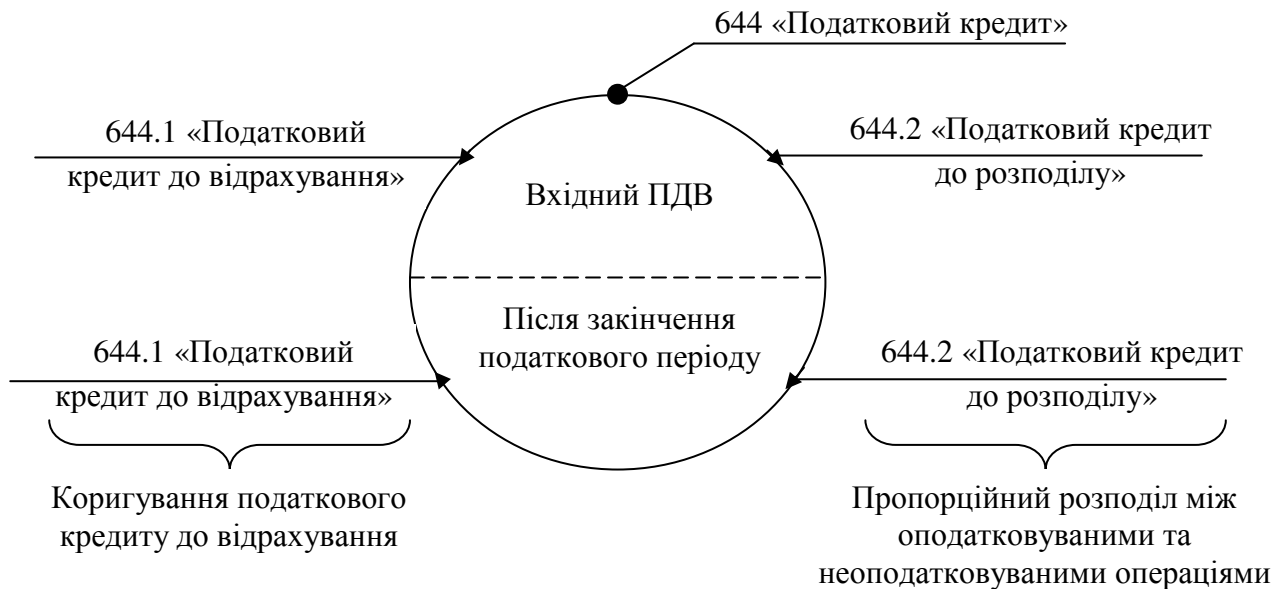 644 «Податковий кредит»
644.1 «Податковий
кредит до відрахування»
644.2 «Податковий кредит
до розподілу»
Вхідний ПДВ
Після закінчення
податкового періоду
644.1 «Податковий
кредит до відрахування»
644.2 «Податковий кредит
до розподілу»
Коригування податкового
кредиту до відрахування
Пропорційний розподіл між
оподатковуваними та
неоподатковуваними операціями